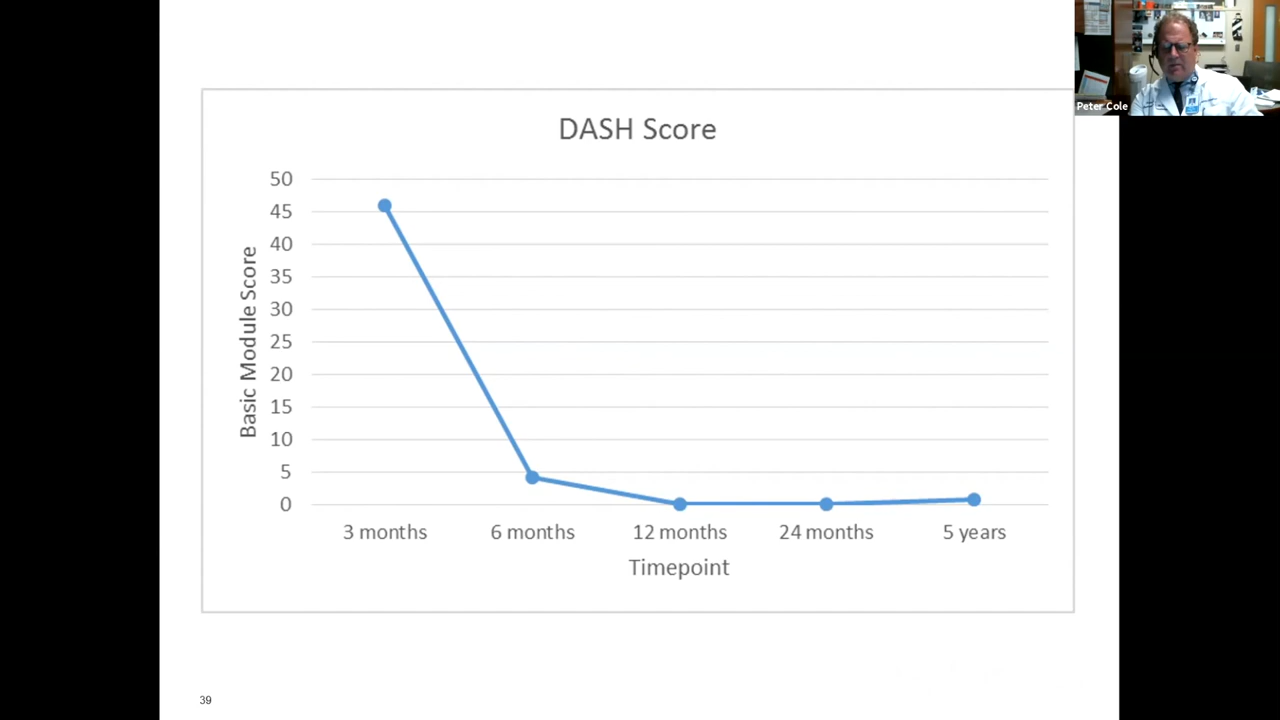 Peter Cole
DASH Score
Basic Module Score
50
45
40
35
30
25
20
15
10
5
0
3 months
6 months
12 months
24 months
5 years
Timepoint
39